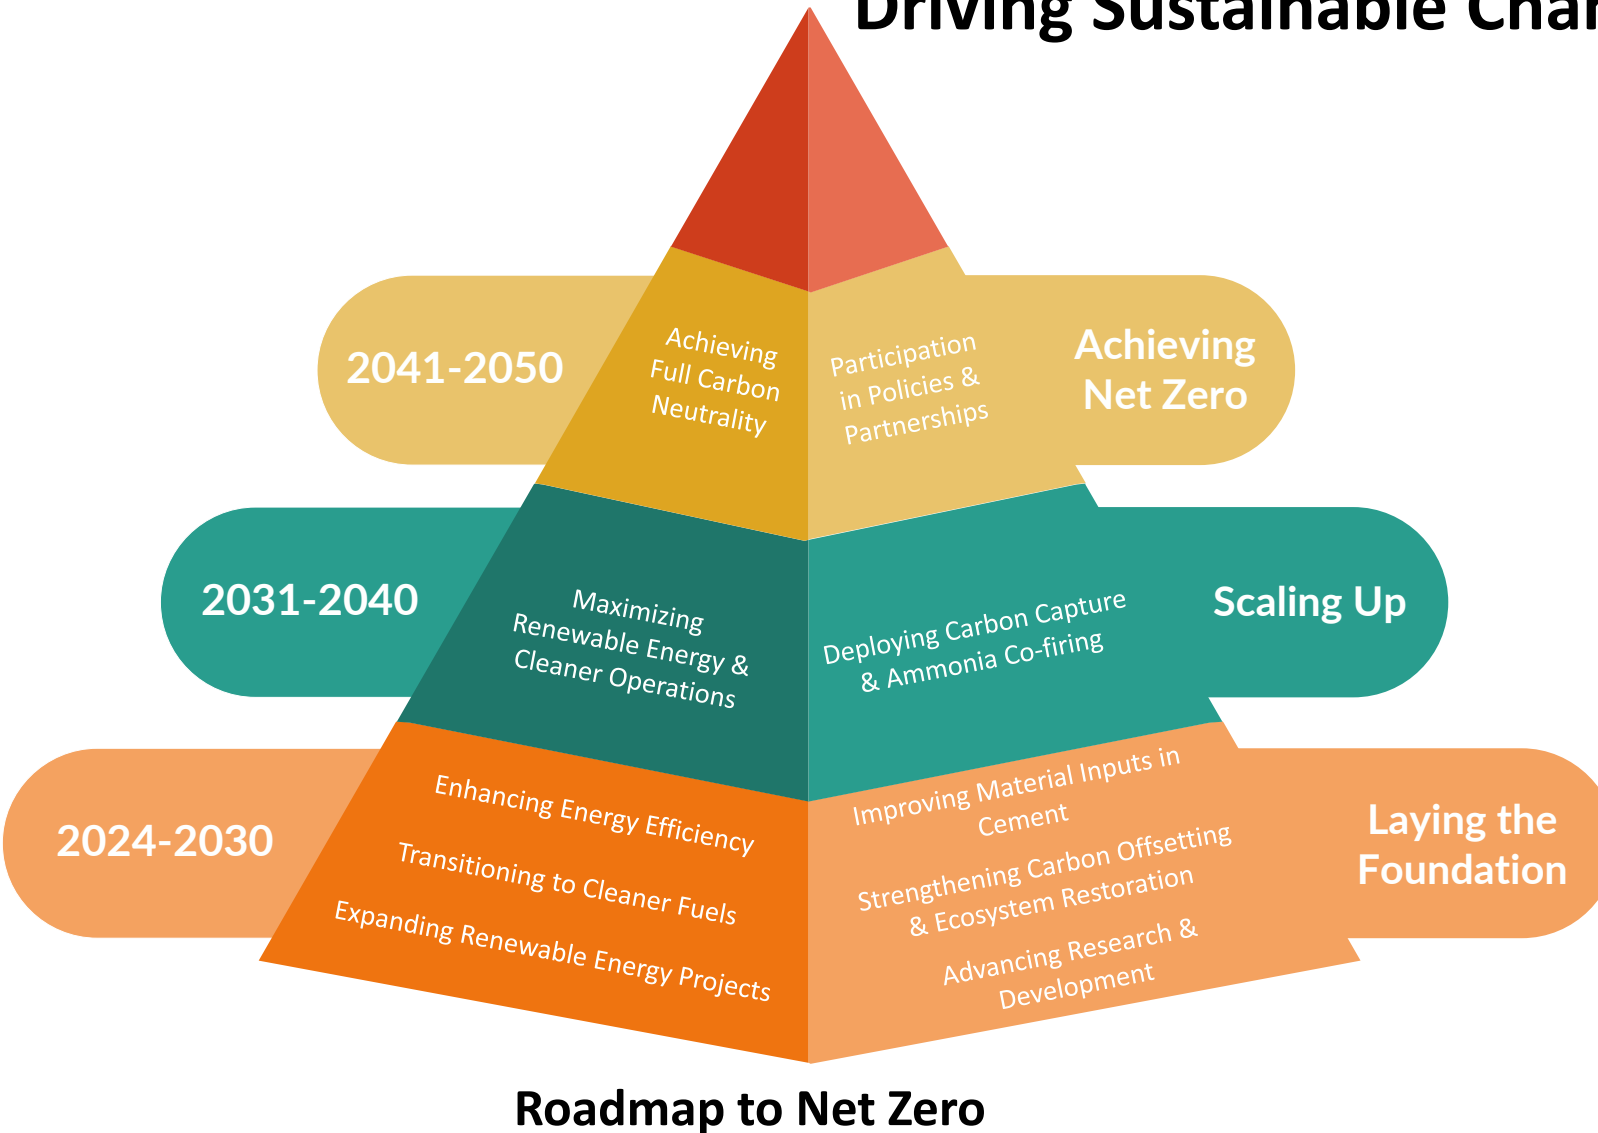 Driving Sustainable
2041-2050
Achieving
Full Carbon
Neutrality
Participation
in Policies &
Partnerships
Achieving
Net Zero
2031-2040
Maximizing
Renewable Energy &
Cleaner Operations
Deploying Carbon Capture
& Ammonia Co-firing
Scaling Up
2024-2030
Enhancing Energy Efficiency
Transitioning to Cleaner Fuels
Expanding Renewable Energy Projects
Improving Material Inputs in
Cement
Strengthening Carbon Offsetting
& Ecosystem Restoration
Advancing Research &
Development
Laying the
Foundation
Roadmap to Net Zero